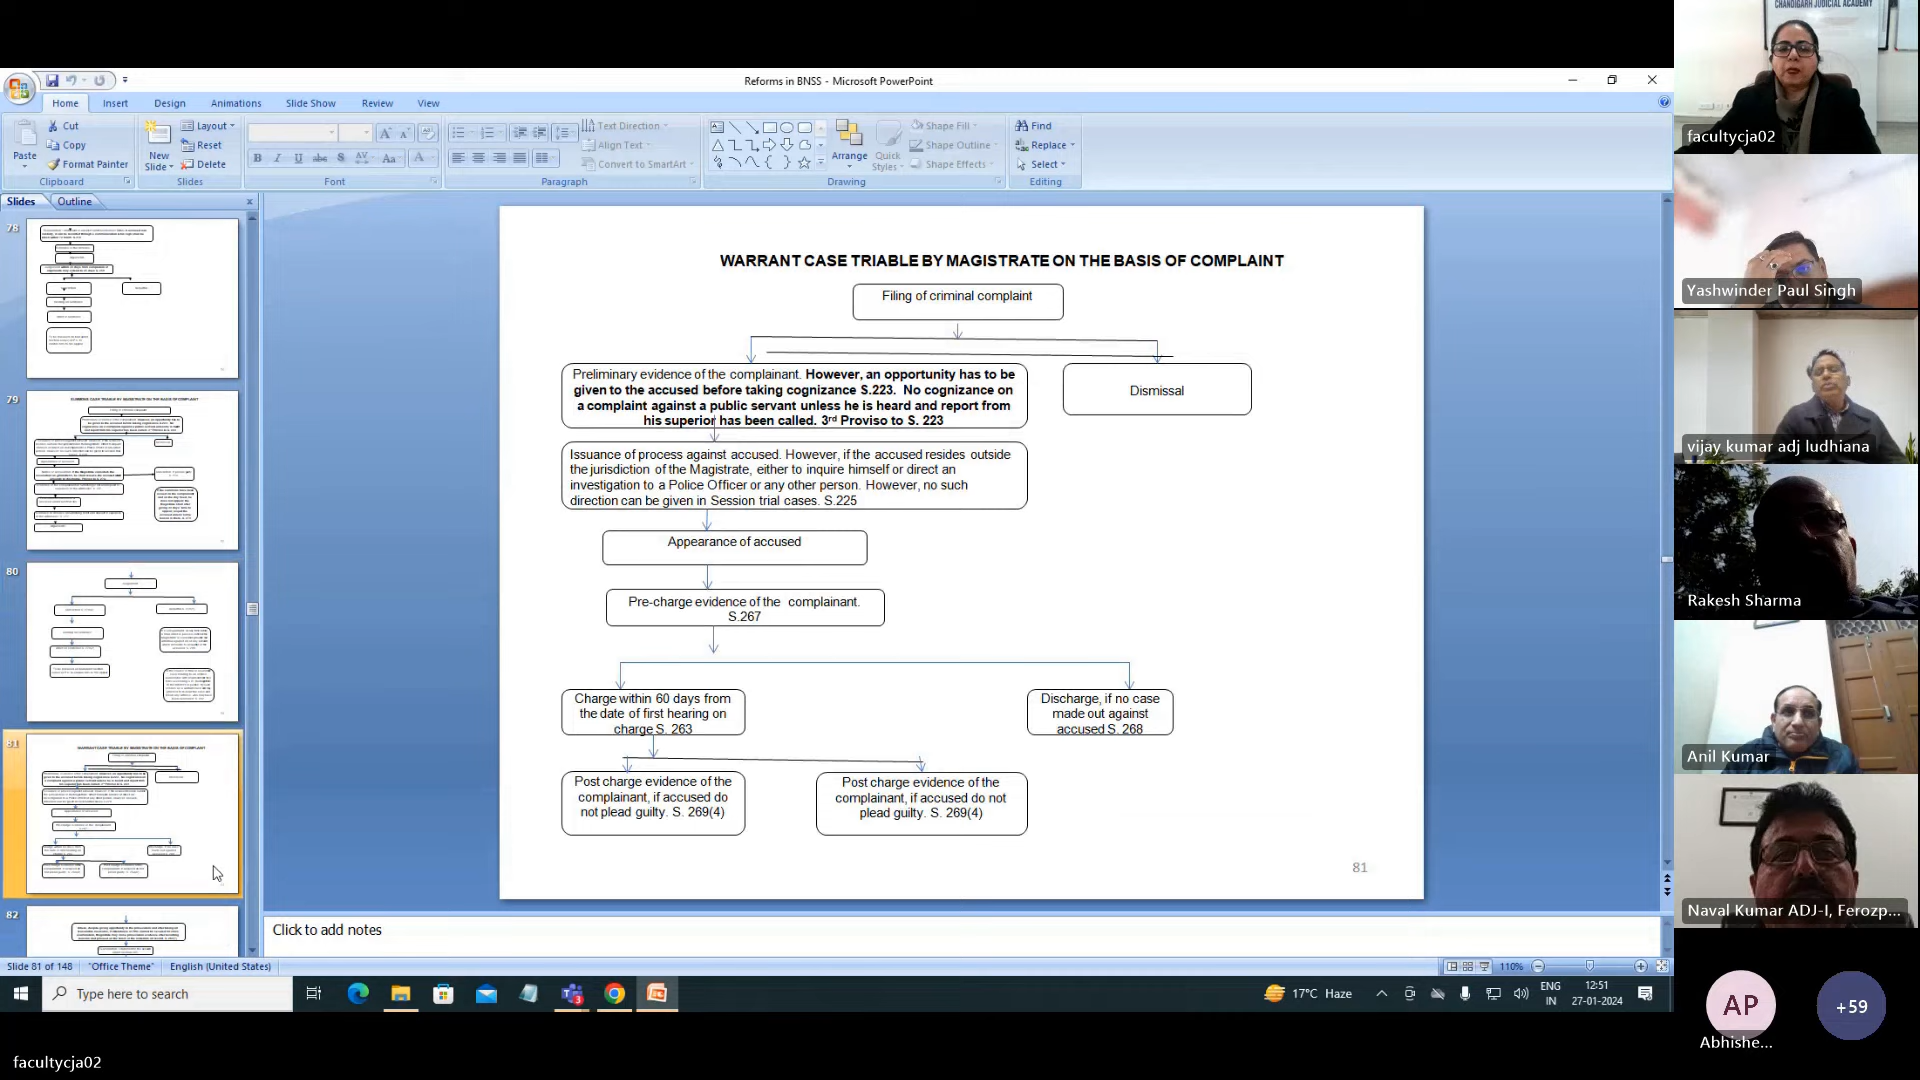 Reforms in BNSS - Microsoft PowerPoint
Home Insert Design Animations Slide Show Review View
Paste
Cut
Copy
Format Painter
Clipboard
New Slide
Layout
Reset
Delete
Slides
Font
Text Direction
Align Text
Convert to SmartArt
Paragraph
Arrange
Quick Styles
Shape Fill
Shape Outline
Shape Effects
Drawing
Find
Replace
Select
Editing
Slides Outline
78
79
80
81
82
WARRANT CASE TRIABLE BY MAGISTRATE ON THE BASIS OF COMPLAINT
Filing of criminal complaint
Preliminary evidence of the complainant. However, an opportunity has to be
given to the accused before taking cognizance S.223. No cognizance on
a complaint against a public servant unless he is heard and report from
his superior has been called. 3rd Proviso to S. 223
Dismissal
Issuance of process against accused. However, if the accused resides outside
the jurisdiction of the Magistrate, either to inquire himself or direct an
investigation to a Police Officer or any other person. However, no such
direction can be given in Session trial cases. S.225
Appearance of accused
Pre-charge evidence of the complainant.
S.267
Charge within 60 days from
the date of first hearing on
charge S. 263
Discharge, if no case
made out against
accused S. 268
Post charge evidence of the
complainant, if accused do
not plead guilty. S. 269(4)
Post charge evidence of the
complainant, if accused do not
plead guilty. S. 269(4)
81
Click to add notes
Slide 81 of 148 "Office Theme" English (United States)
110%
Type here to search
3
17°C Haze
ENG
IN
12:51
27-01-2024
facultycja02
CHANDIGARH JUDICIAL ACADEMY
facultycja02
Yashwinder Paul Singh
vijay kumar adj ludhiana
Rakesh Sharma
Anil Kumar
Naval Kumar ADJ-I, Ferozp...
AP
Abhishe...
+59